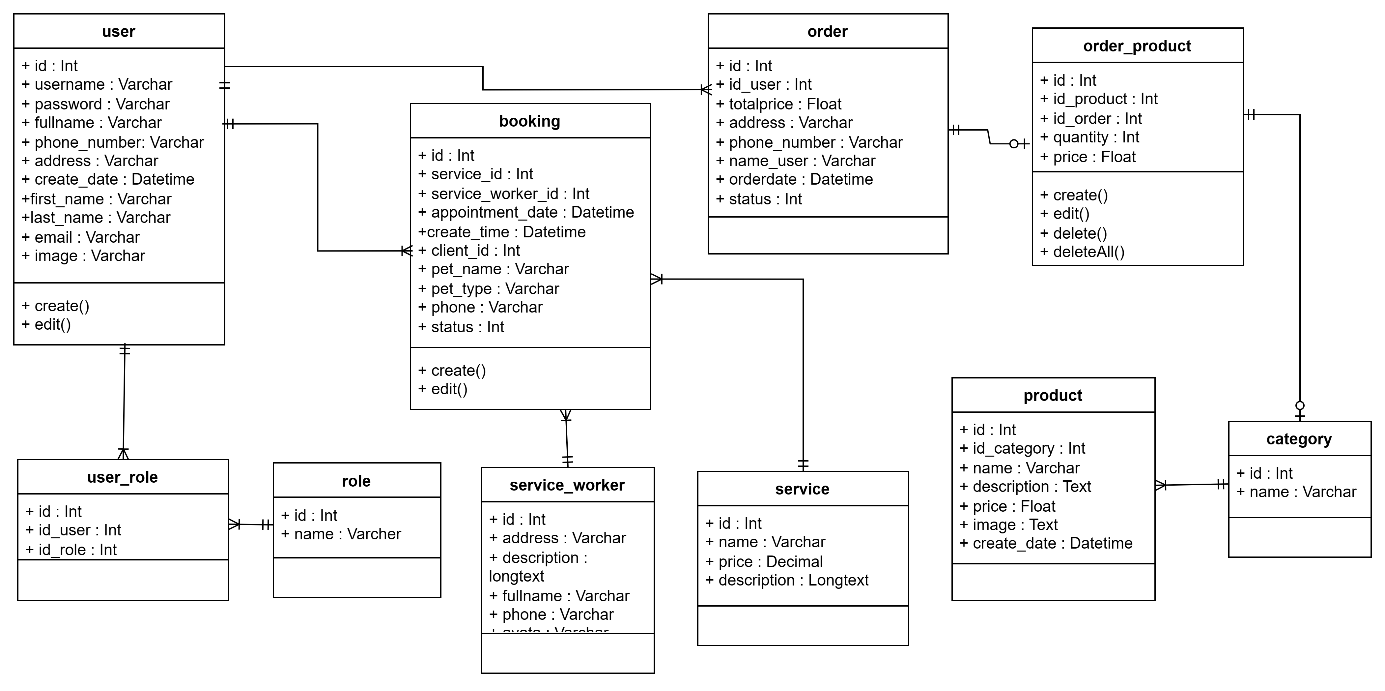 user
+ id : Int
+ username : Varchar
+ password : Varchar
+ fullname : Varchar
+ phone_number: Varchar
+ address : Varchar
+ create_date : Datetime
+first_name : Varchar
+last_name : Varchar
+ email : Varchar
+ image : Varchar
+ create()
+ edit()
booking
+ id : Int
+ service_id : Int
+ service_worker_id : Int
+ appointment_date : Datetime
+create_time : Datetime
+ client_id : Int
+ pet_name : Varchar
+ pet_type : Varchar
+ phone : Varchar
+ status : Int
+ create()
+ edit()
order
+ id : Int
+ id_user : Int
+ totalprice : Float
+ address : Varchar
+ phone_number : Varchar
+ name_user : Varchar
+ orderdate : Datetime
+ status : Int
order_product
+ id : Int
+ id_product : Int
+ id_order : Int
+ quantity : Int
+ price : Float
+ create()
+ edit()
+ delete()
+ deleteAll()
user_role
+ id : Int
+ id_user : Int
+ id_role : Int
role
+ id : Int
+ name : Varcher
service_worker
+ id : Int
+ address : Varchar
+ description :
longtext
+ fullname : Varchar
+ phone : Varchar
service
+ id : Int
+ name : Varchar
+ price : Decimal
+ description : Longtext
product
+ id : Int
+ id_category : Int
+ name : Varchar
+ description : Text
+ price : Float
+ image : Text
+ create_date : Datetime
category
+ id : Int
+ name : Varchar